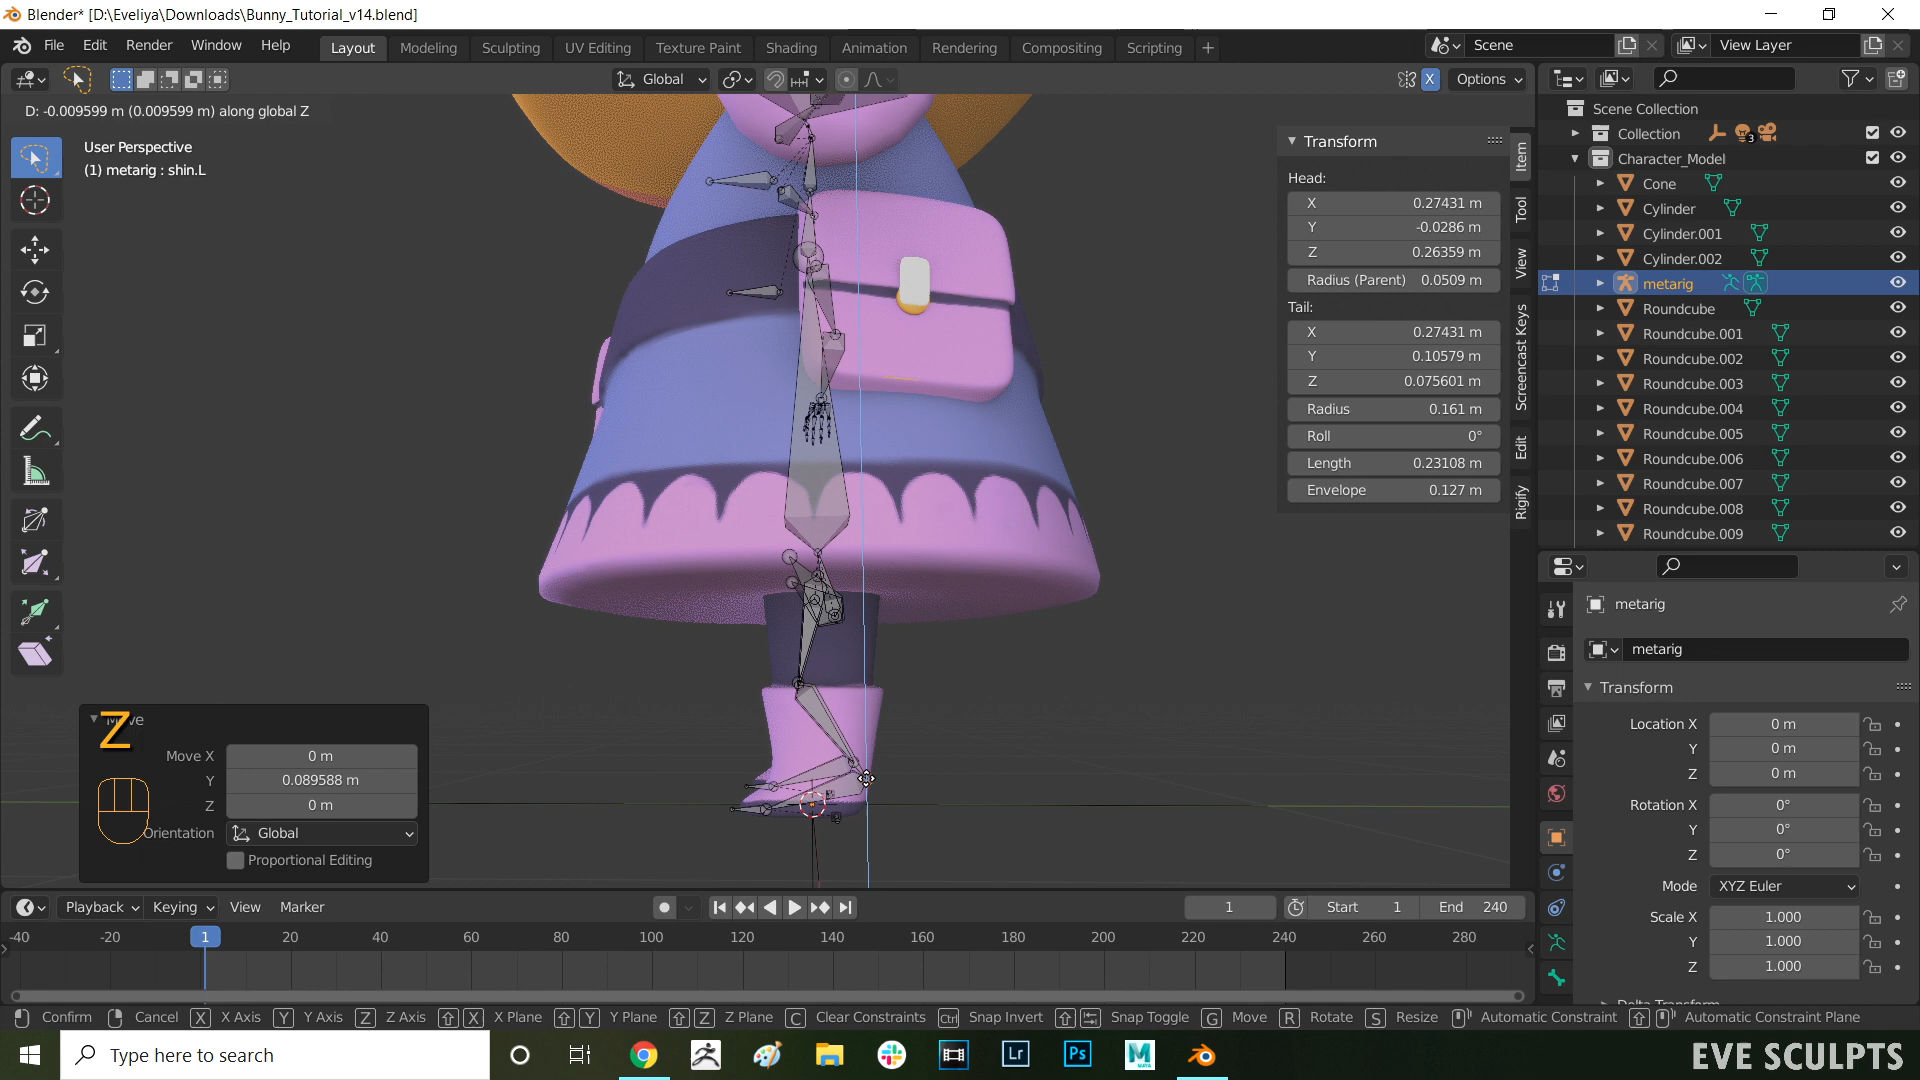 Blender* [D:\Eveliya\Downloads\Bunny_Tutorial_v14.blend]
File Edit Render Window Help
Layout Modeling Sculpting UV Editing Texture Paint Shading Animation Rendering Compositing Scripting +
Scene
View Layer
Global
X
Options
D: -0.009599 m (0.009599 m) along global Z
User Perspective
(1) metarig : shin.L
Transform
Head:
X 0.27431 m
Y -0.0286 m
Z 0.26359 m
Radius (Parent) 0.0509 m
Tail:
X 0.27431 m
Y 0.10579 m
Z 0.075601 m
Radius 0.161 m
Roll 0°
Length 0.23108 m
Envelope 0.127 m
Item
Tool
View
Screencast Keys
Edit
Rigify
Scene Collection
Collection 3
Character_Model
Cone
Cylinder
Cylinder.001
Cylinder.002
metarig
Roundcube
Roundcube.001
Roundcube.002
Roundcube.003
Roundcube.004
Roundcube.005
Roundcube.006
Roundcube.007
Roundcube.008
Roundcube.009
metarig
metarig
Transform
Location X 0 m
Y 0 m
Z 0 m
Rotation X 0°
Y 0°
Z 0°
Mode XYZ Euler
Scale X 1.000
Y 1.000
Z 1.000
Delta Transform
Z
Move
Move X 0 m
Y 0.089588 m
Z 0 m
Orientation Global
Proportional Editing
Playback Keying View Marker
1
Start 1
End 240
-40 -20 1 20 40 60 80 100 120 140 160 180 200 220 240 260 280
Confirm Cancel X X Axis Y Y Axis Z Z Axis X X Plane Y Y Plane Z Z Plane C Clear Constraints Ctrl Snap Invert Snap Toggle G Move R Rotate S Resize Automatic Constraint Automatic Constraint Plane
Type here to search
Lr
Ps
M
EVE SCULPTS